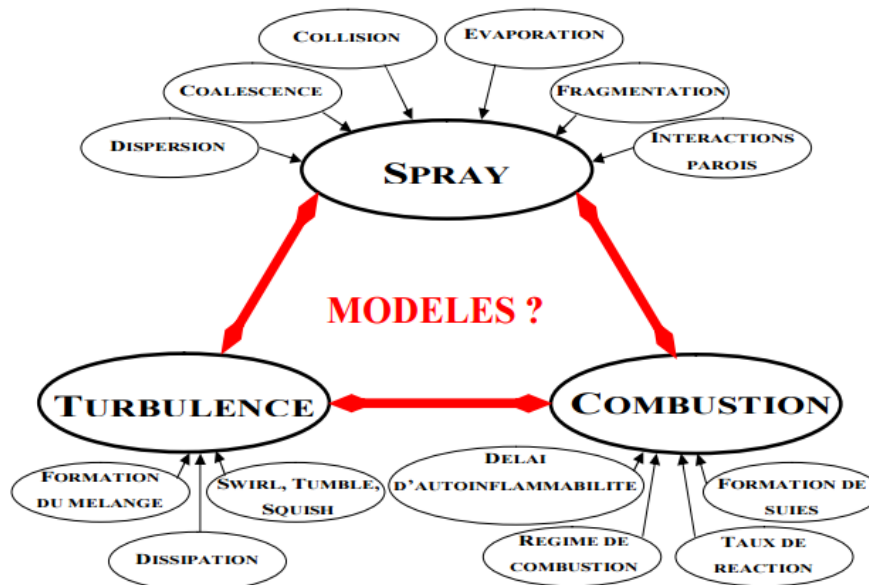 COLLISION
EVAPORATION
COALESCENCE
FRAGMENTATION
DISPERSION
INTERACTIONS
PAROIS
SPRAY
MODELES ?
TURBULENCE
COMBUSTION
FORMATION
DU MELANGE
SWIRL, TUMBLE,
SQUISH
DISSIPATION
DELAI
D'AUTOINFLAMMABILITE
FORMATION DE
SUIES
REGIME DE
COMBUSTION
TAUX DE
REACTION